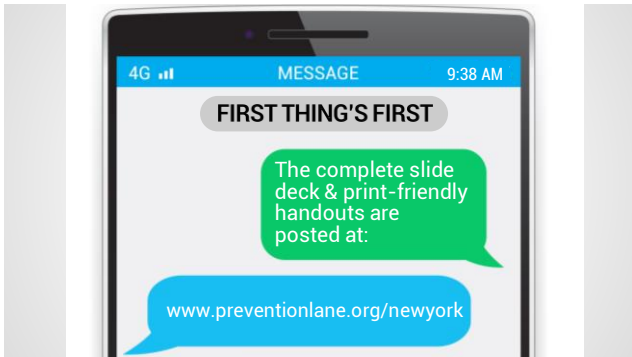 4G
MESSAGE
9:38 AM
FIRST THING'S FIRST
The complete slide
deck & print-friendly
handouts are
posted at:
www.preventionlane.org/newyork